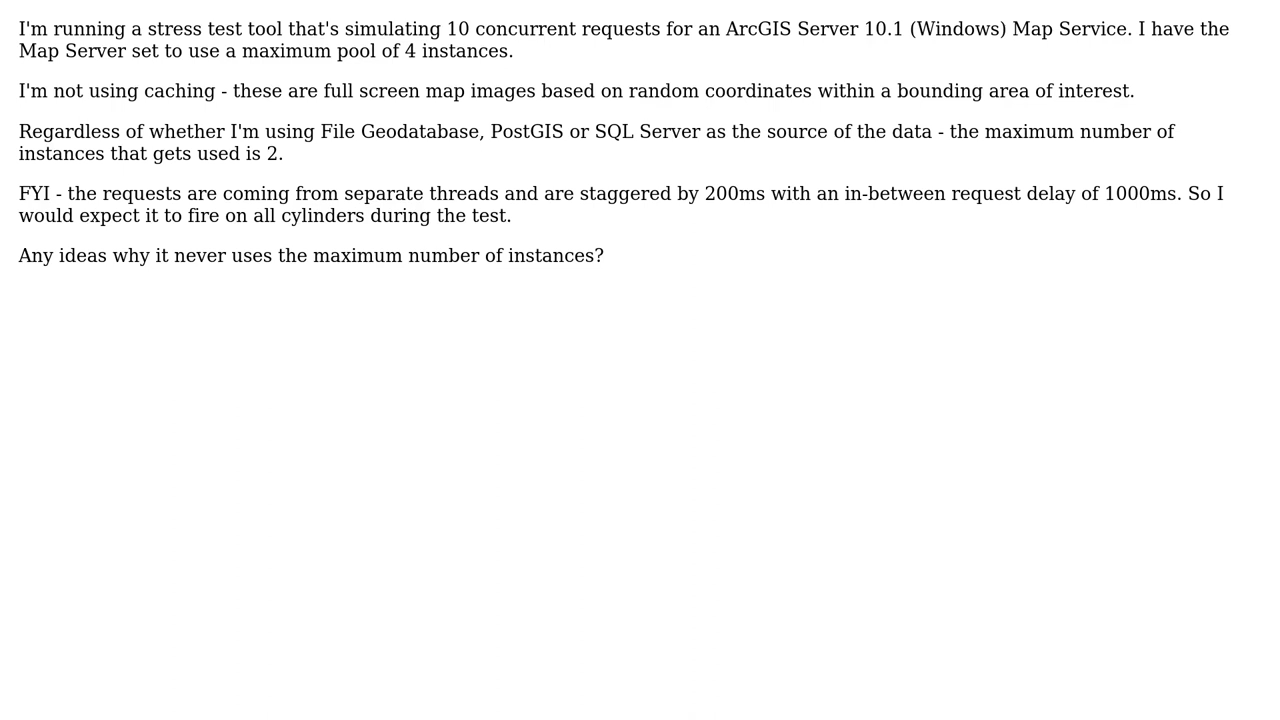 I'm running a stress test tool that's simulating 10 concurrent requests for an ArcGIS Server 10.1 (Windows) Map Service. I have the
Map Server set to use a maximum pool of 4 instances.
I'm not using caching - these are full screen map images based on random coordinates within a bounding area of interest.
Regardless of whether I'm using File Geodatabase, PostGIS or SQL Server as the source of the data - the maximum number of
instances that gets used is 2.
FYI - the requests are coming from separate threads and are staggered by 200ms with an in-between request delay of 1000ms. So I
would expect it to fire on all cylinders during the test.
Any ideas why it never uses the maximum number of instances?